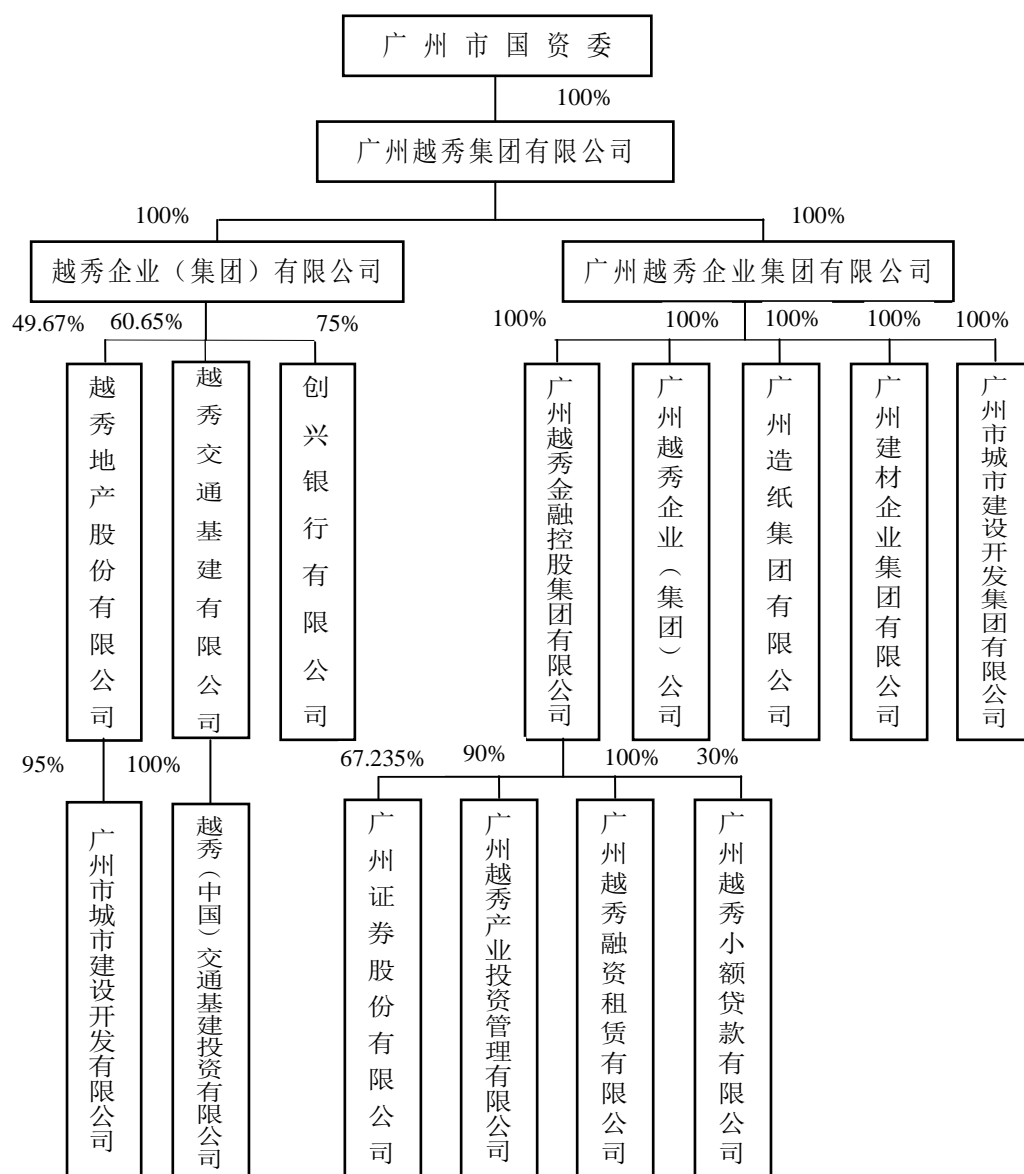 广州市国资委
100%
广州越秀集团有限公司
100%
100%
越秀企业（集团）有限公司
广州越秀企业集团有限公司
49.67%
60.65%
75%
100%
100%
100%
100%
100%
越秀地产股份有限公司
越秀交通基建有限公司
创兴银行有限公司
广州越秀金融控股集团有限公司
广州越秀企业（集团）公司
广州造纸集团有限公司
广州建材企业集团有限公司
广州市城市建设开发集团有限公司
95%
100%
67.235%
90%
100%
30%
广州市城市建设开发有限公司
越秀（中国）交通基建投资有限公司
广州证券股份有限公司
广州越秀产业投资管理有限公司
广州越秀融资租赁有限公司
广州越秀小额贷款有限公司